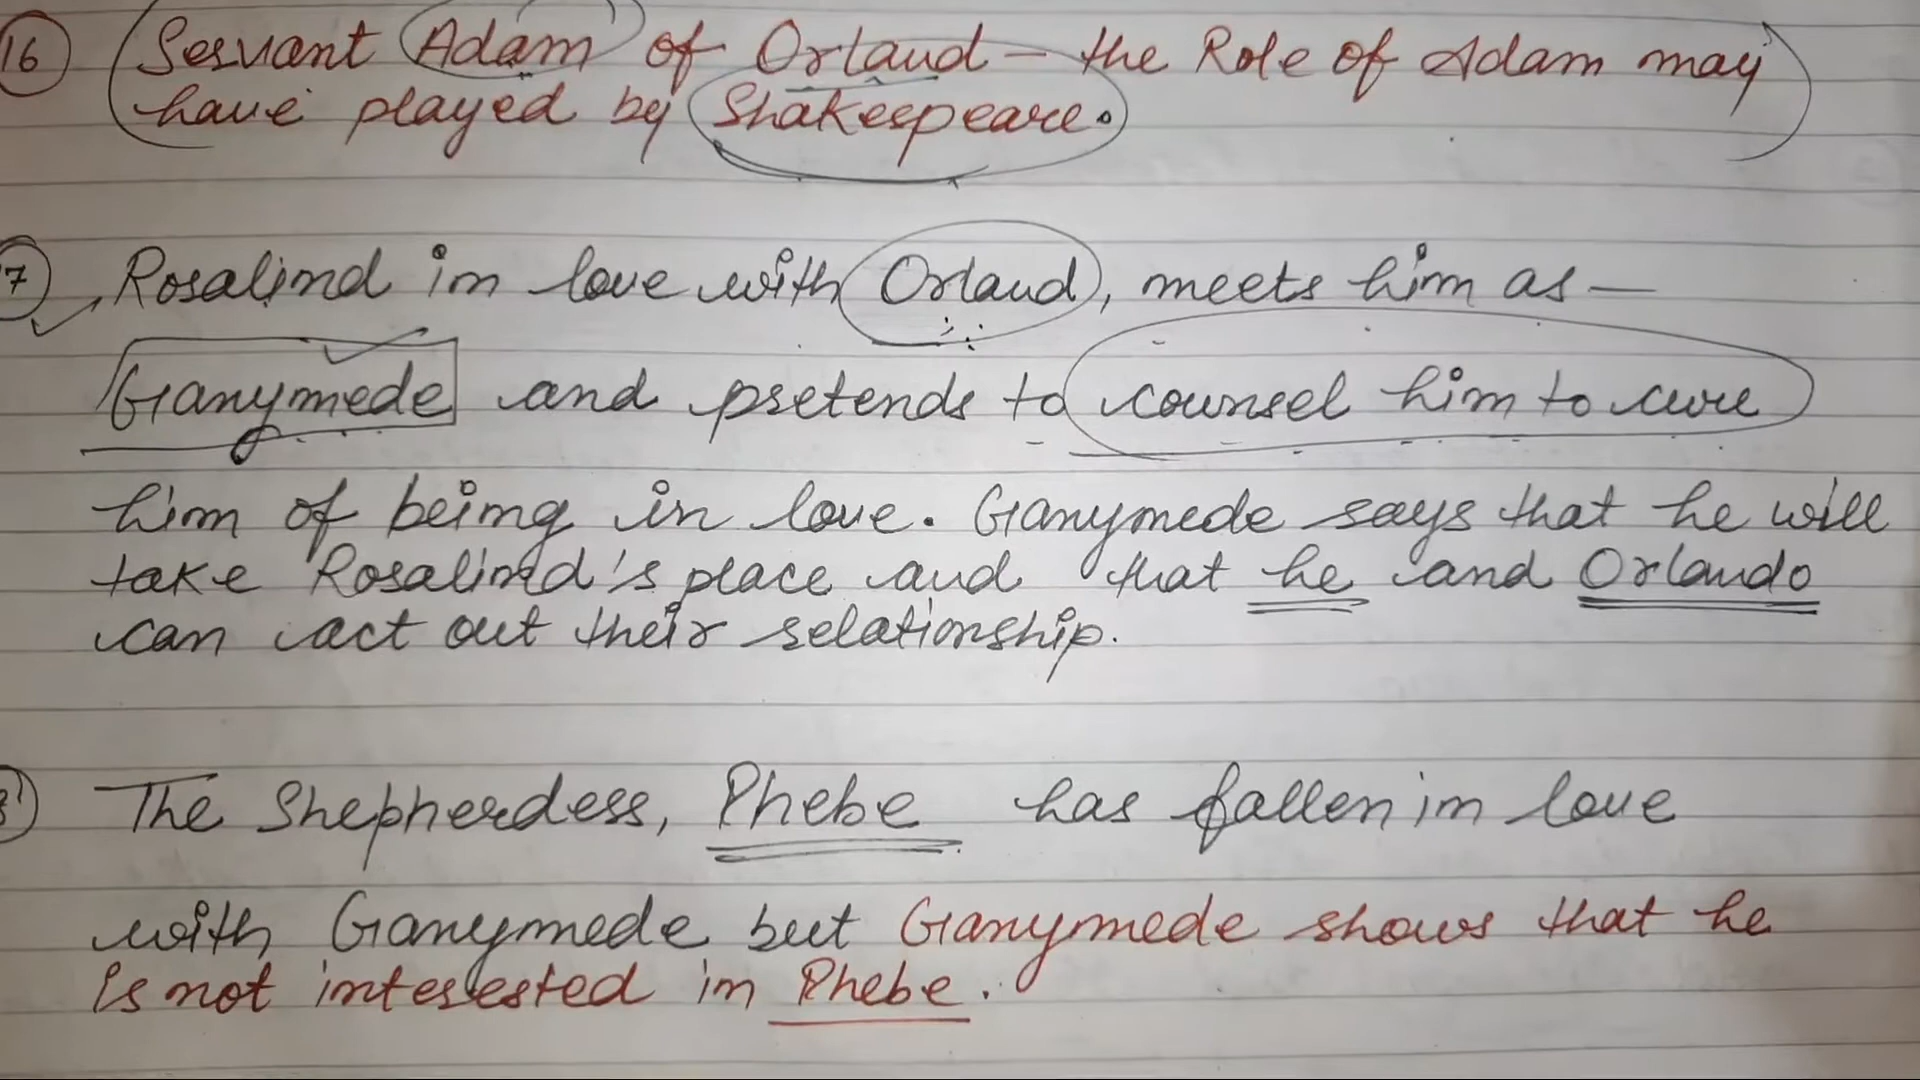 16 Servant Adam of Orlaud - the Role of Adam may
have played by Shakespeare.
7 Rosalind in love with Orlaud, meets him as —
Ganymede and pretends to counsel him to cure
him of being in love. Ganymede says that he will
take Rosalind's place and that he and Orlaudo
can act out their relationship.
The Shepherdess, Phebe has fallen in love
with Ganymede but Ganymede shows that he
is not interested in Phebe.